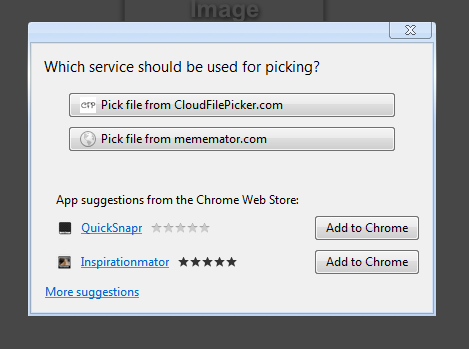 Image
Which service should be used for picking?
CFP Pick file from CloudFilePicker.com
Pick file from mememator.com
App suggestions from the Chrome Web Store:
QuickSnapr Add to Chrome
Inspirationmator Add to Chrome
More suggestions